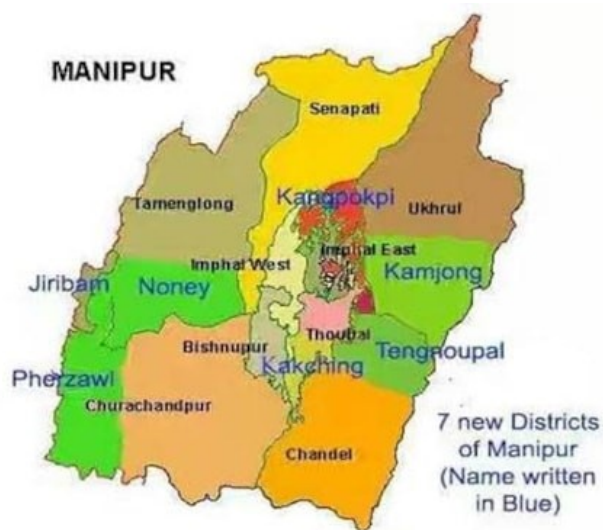 MANIPUR
Senapati
Tamenglong
Kangpokpi
Ukhrul
Imphal East
Imphal West
Kamjong
Jiribam
Noney
Thoubal
Bishnupur
Kakching
Tengnoupal
Pherzawl
Churachandpur
Chandel
7 new Districts
of Manipur
(Name written
in Blue)